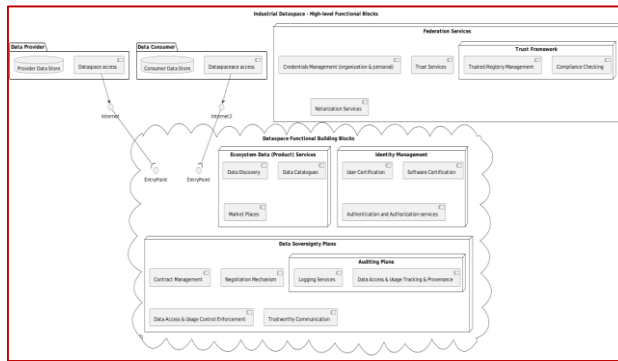 Industrial Dataspace - High-level Functional Blocks
Federation Services
Data Provider
Data Consumer
Trust Framework
Provider Data Store
Dataspace access
Consumer Data Store
Dataspaceace access
Credentials Management (organization & personal)
Trust Services
Trusted Registry Management
Compliance Checking
Notarization Services
Internet
Internet2
Dataspace Functional Building Blocks
Ecosystem Data (Product) Services
Identity Management
EntryPoint
EntryPoint
Data Discovery
Data Catalogues
User Certification
Software Certification
Market Places
Authentication and Authorization services
Data Sovereignty Plane
Auditing Plane
Contract Management
Negotiation Mechanism
Logging Services
Data Access & Usage Tracking & Provenance
Data Access & Usage Control Enforcement
Trustworthy Communication